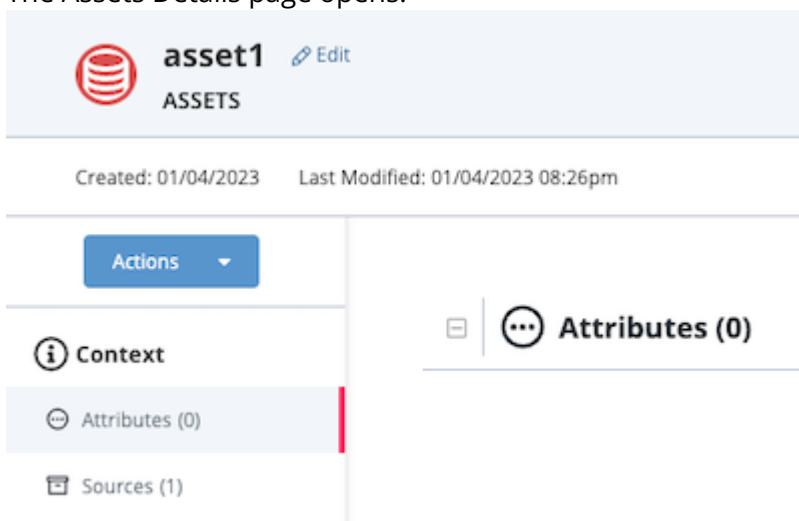 The Assets Details page opens.
asset1 Edit
ASSETS
Created: 01/04/2023 Last Modified: 01/04/2023 08:26pm
Actions
Context
Attributes (0)
Sources (1)
Attributes (0)